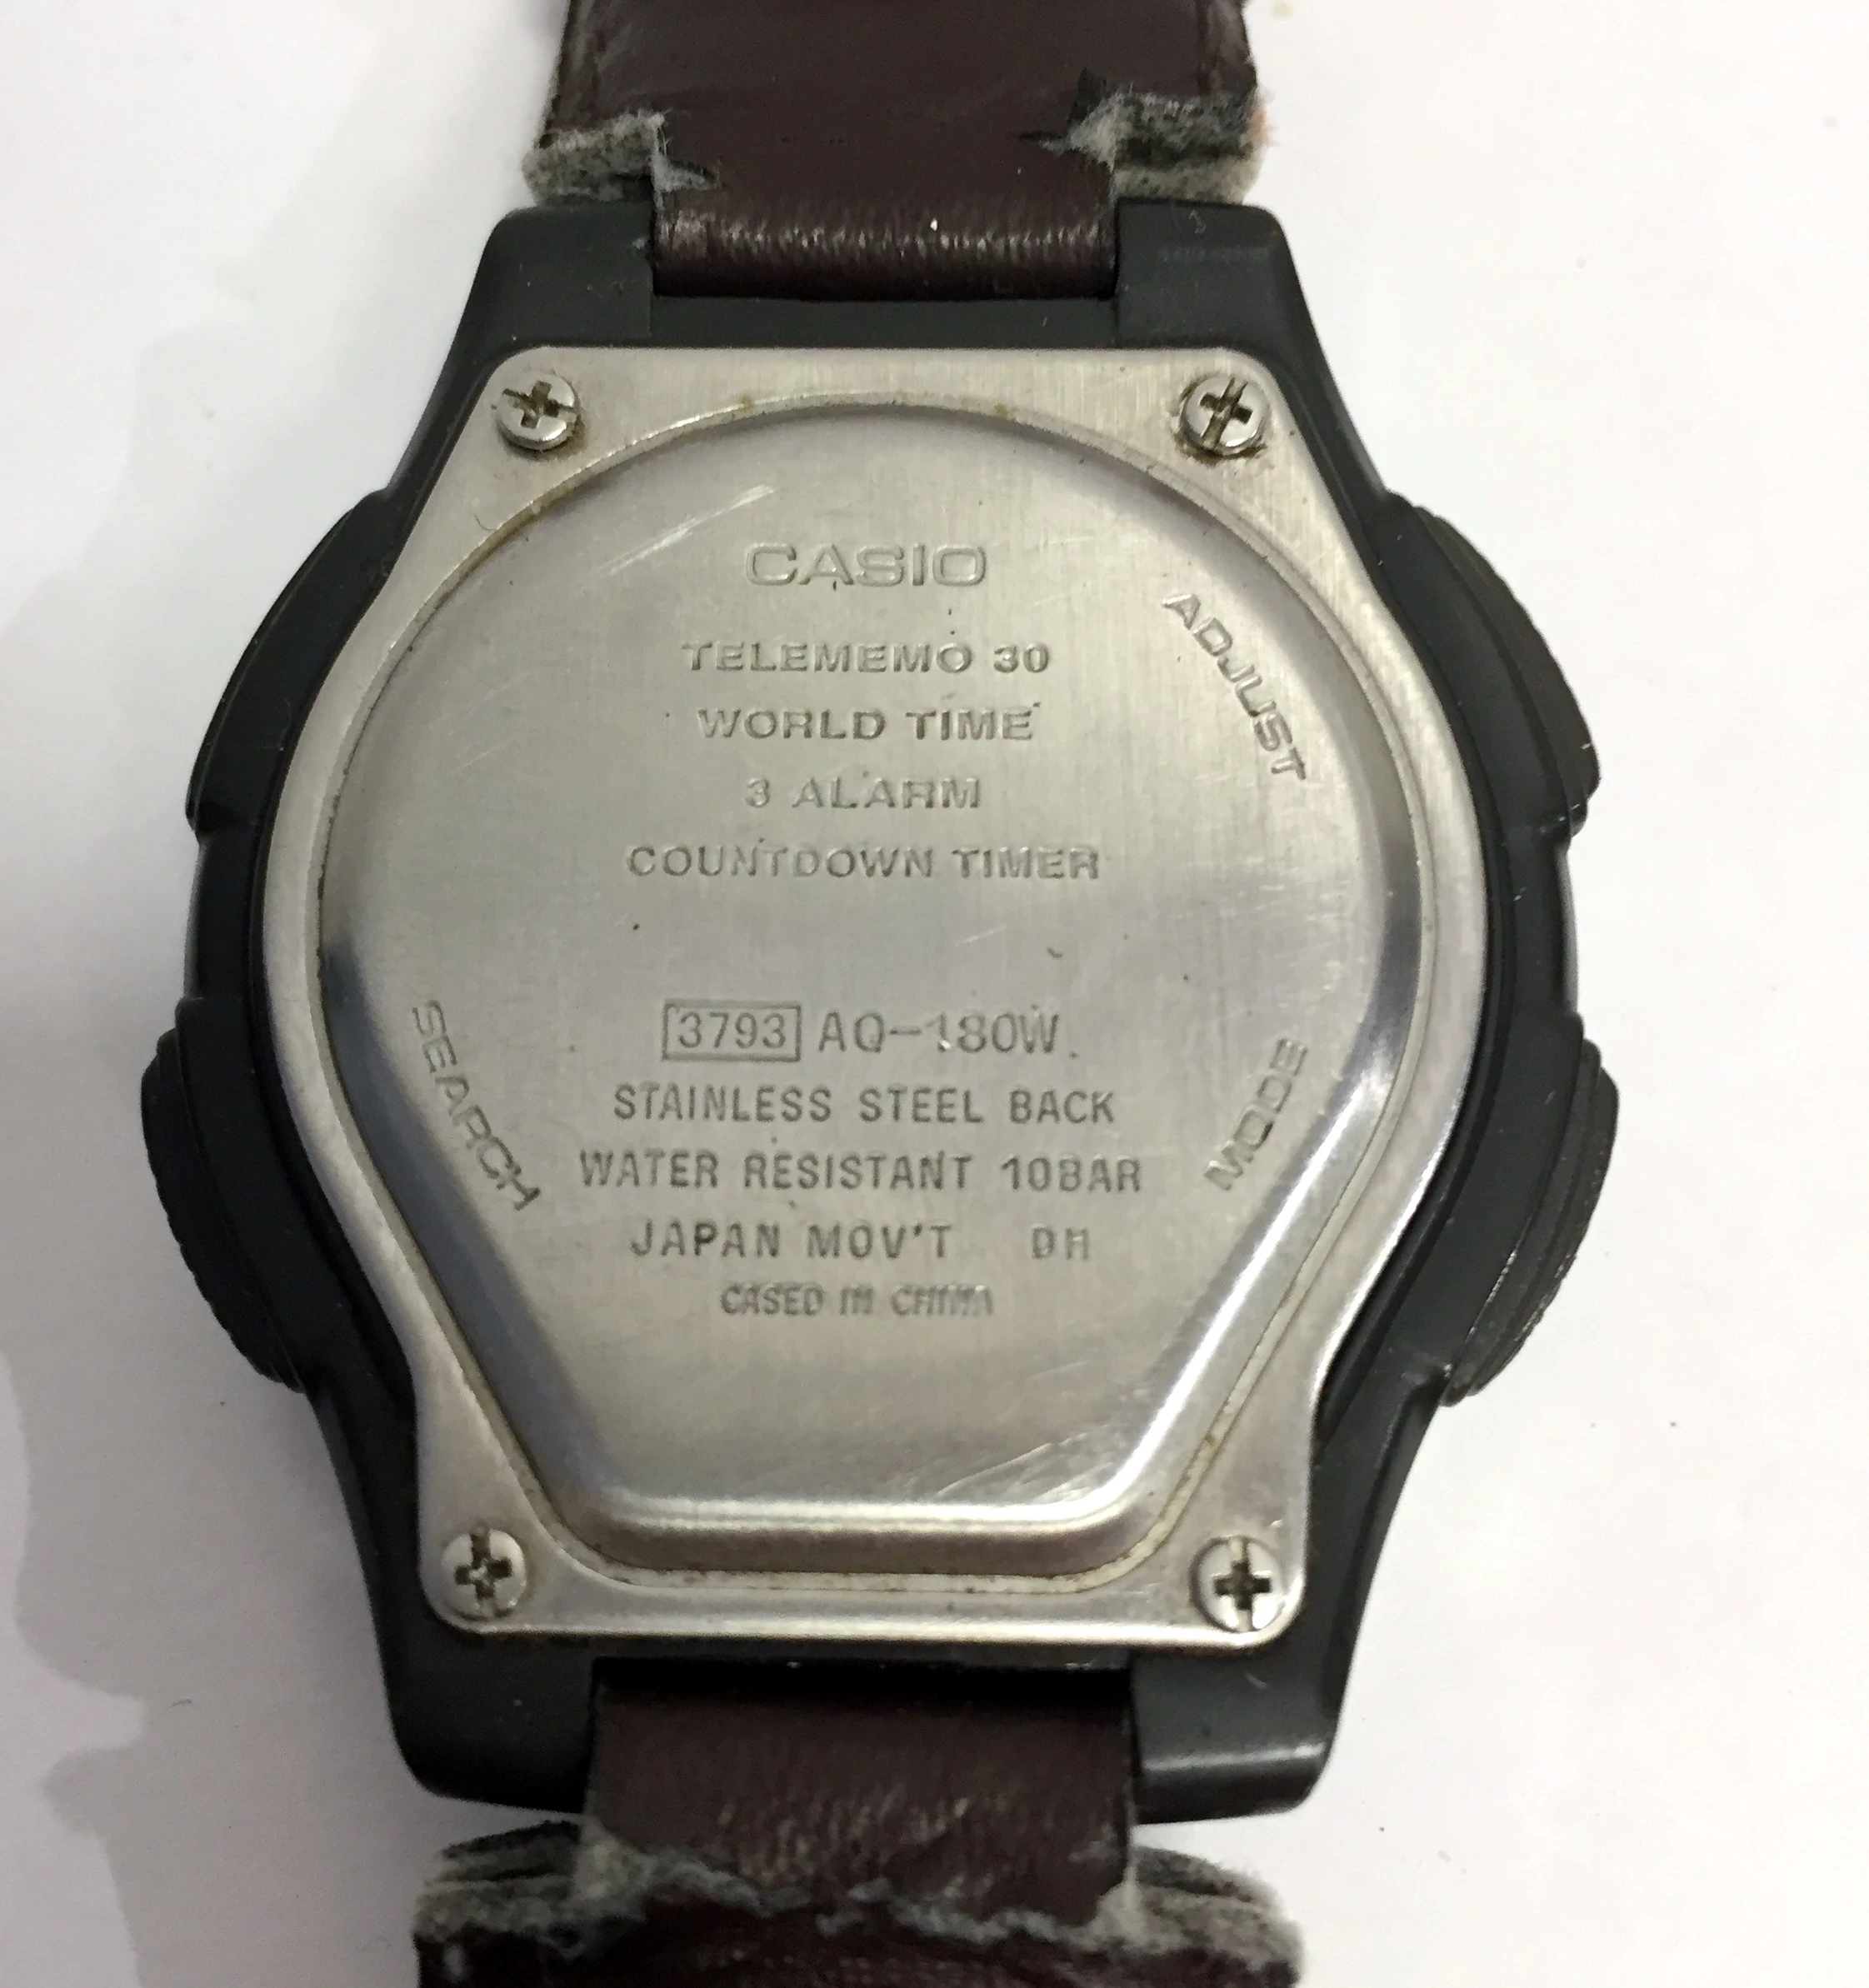 CASIO
TELEMEMO 30
WORLD TIME
3 ALARM
COUNTDOWN TIMER
ADJUST
3793 AQ-180W
SEARCH
MODE
STAINLESS STEEL BACK
WATER RESISTANT 10BAR
JAPAN MOV'T DH
CASED IN CHINA